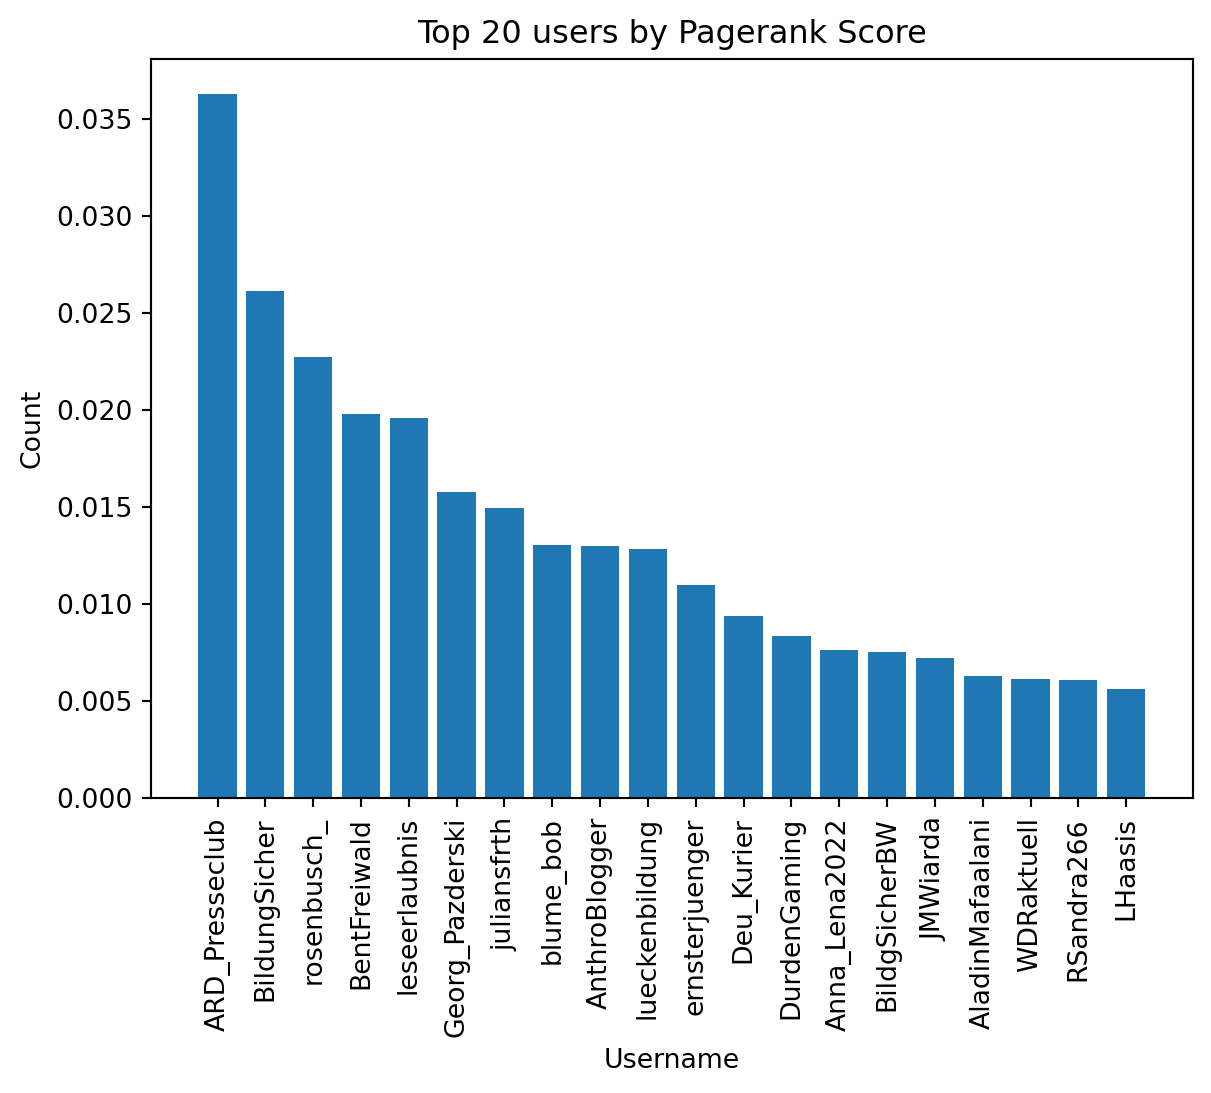 Top 20 users by Pagerank Score
Count
0.035
0.030
0.025
0.020
0.015
0.010
0.005
0.000
ARD_Presseclub
BildungSicher
rosenbusch_
BentFreiwald
leseerlaubnis
Georg_Pazderski
juliansfrth
blume_bob
AnthroBlogger
lueckenbildung
ernsterjuenger
Deu_Kurier
DurdenGaming
Anna_Lena2022
BildgSicherBW
JMWiarda
AladinMafaalani
WDRaktuell
RSandra266
LHaasis
Username